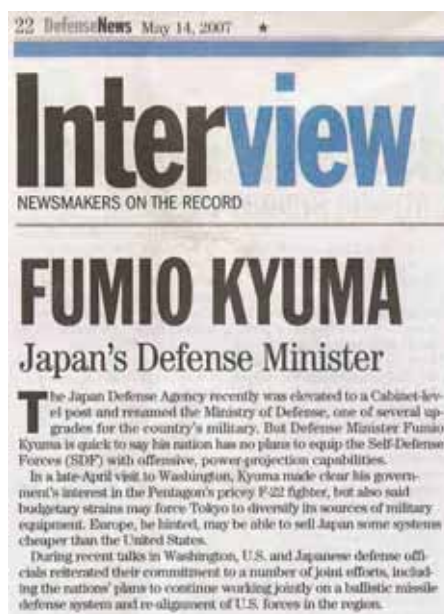 22 DefenseNews May 14, 2007 ★
Interview
NEWSMAKERS ON THE RECORD
FUMIO KYUMA
Japan's Defense Minister
The Japan Defense Agency recently was elevated to a Cabinet-lev-
el post and renamed the Ministry of Defense, one of several up-
grades for the country's military. But Defense Minister Fumio
Kyuma is quick to say his nation has no plans to equip the Self-Defense
Forces (SDF) with offensive, power-projection capabilities.
In a late-April visit to Washington, Kyuma made clear his govern-
ment's interest in the Pentagon's pricey F-22 fighter, but also said
budgetary strains may force Tokyo to diversify its sources of military
equipment. Europe, he hinted, may be able to sell Japan some systems
cheaper than the United States.
During recent talks in Washington, U.S. and Japanese defense offi-
cials reiterated their commitment to a number of joint efforts, includ-
ing the nations' plans to continue working jointly on a ballistic missile
defense system and re-alignment of U.S. forces in the region.